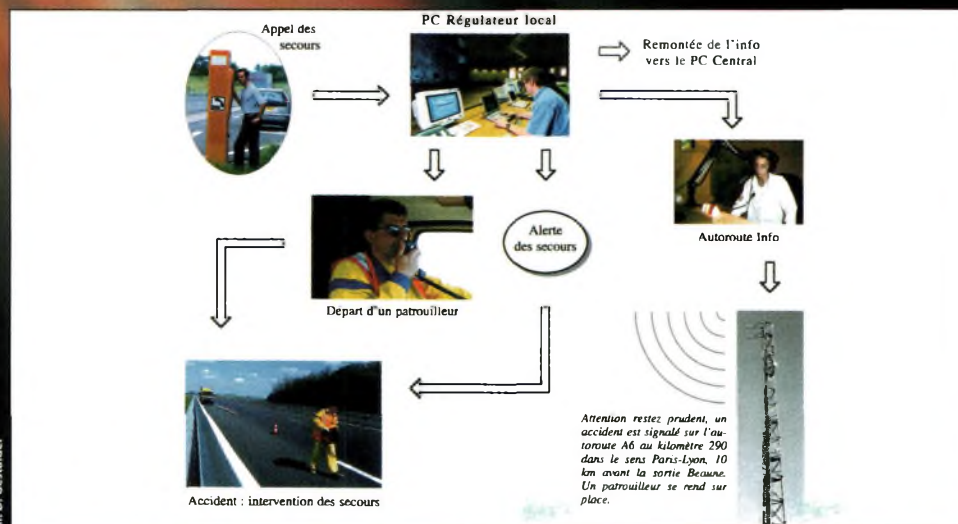 PC Régulateur local
Appel des
secours
Remontée de l'info
vers le PC Central
Alerte
des secours
Autoroute Info
Départ d'un patrouilleur
Accident : intervention des secours
Attention restez prudent, un
accident est signalé sur l'au-
toroute A6 au kilomètre 290
dans le sens Paris-Lyon, 10
km avant la sortie Beaune.
Un patrouilleur se rend sur
place.